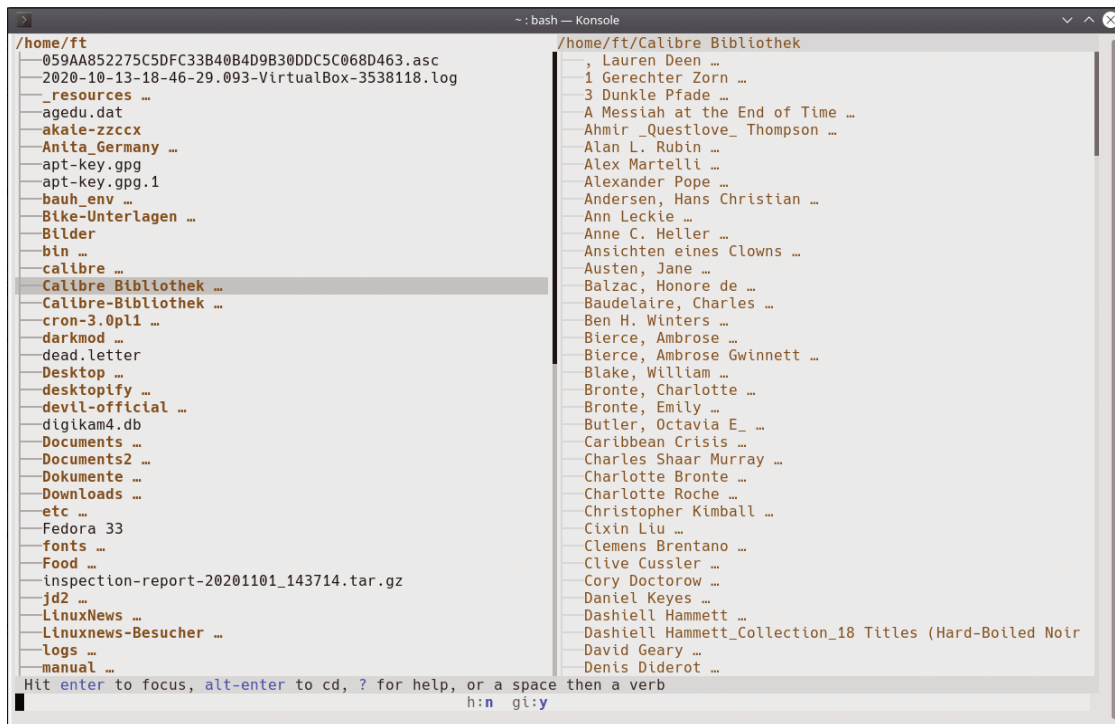 ~ : bash — Konsole
/home/ft
059AA852275C5DFC33B40B4D9B30DDC5C068D463.asc
2020-10-13-18-46-29.093-VirtualBox-3538118.log
_resources …
agedu.dat
akaie-zzccx
Anita_Germany …
apt-key.gpg
apt-key.gpg.1
bauh_env …
Bike-Unterlagen …
Bilder
bin …
calibre …
Calibre Bibliothek …
Calibre-Bibliothek …
cron-3.0pl1 …
darkmod …
dead.letter
Desktop …
desktopify …
devil-official …
digikam4.db
Documents …
Documents2 …
Dokumente …
Downloads …
etc …
Fedora 33
fonts …
Food …
inspection-report-20201101_143714.tar.gz
jd2 …
LinuxNews …
Linuxnews-Besucher …
logs …
manual …
/home/ft/Calibre Bibliothek
, Lauren Deen …
1 Gerechter Zorn …
3 Dunkle Pfade …
A Messiah at the End of Time …
Ahmir _Questlove_ Thompson …
Alan L. Rubin …
Alex Martelli …
Alexander Pope …
Andersen, Hans Christian …
Ann Leckie …
Anne C. Heller …
Ansichten eines Clowns …
Austen, Jane …
Balzac, Honore de …
Baudelaire, Charles …
Ben H. Winters …
Bierce, Ambrose …
Bierce, Ambrose Gwinnett …
Blake, William …
Bronte, Charlotte …
Bronte, Emily …
Butler, Octavia E_ …
Caribbean Crisis …
Charles Shaar Murray …
Charlotte Bronte …
Charlotte Roche …
Christopher Kimball …
Cixin Liu …
Clemens Brentano …
Clive Cussler …
Cory Doctorow …
Daniel Keyes …
Dashiell Hammett …
Dashiell Hammett_Collection_18 Titles (Hard-Boiled Noir
David Geary …
Denis Diderot …
Hit enter to focus, alt-enter to cd, ? for help, or a space then a verb
h:n gi:y